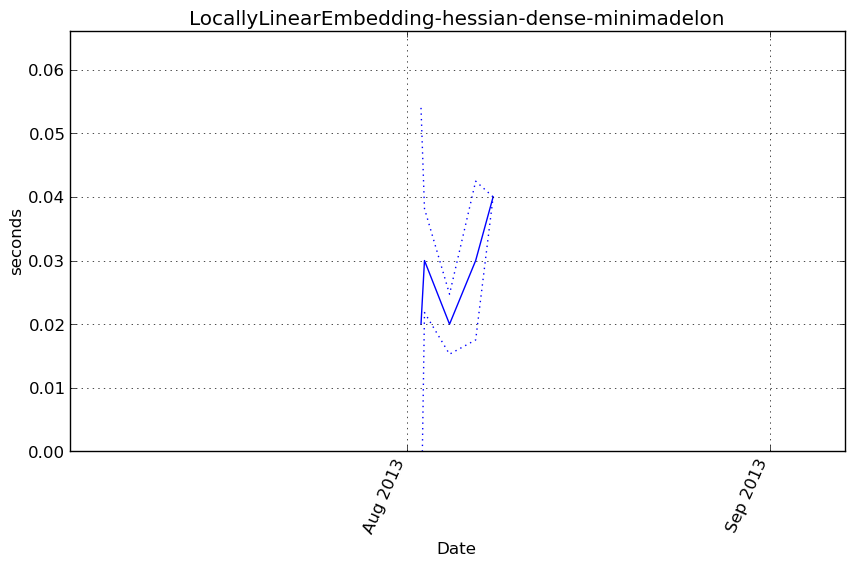 LocallyLinearEmbedding-hessian-dense-minimadelon
0.06
0.05
0.04
0.03
0.02
0.01
0.00
seconds
Aug 2013
Sep 2013
Date